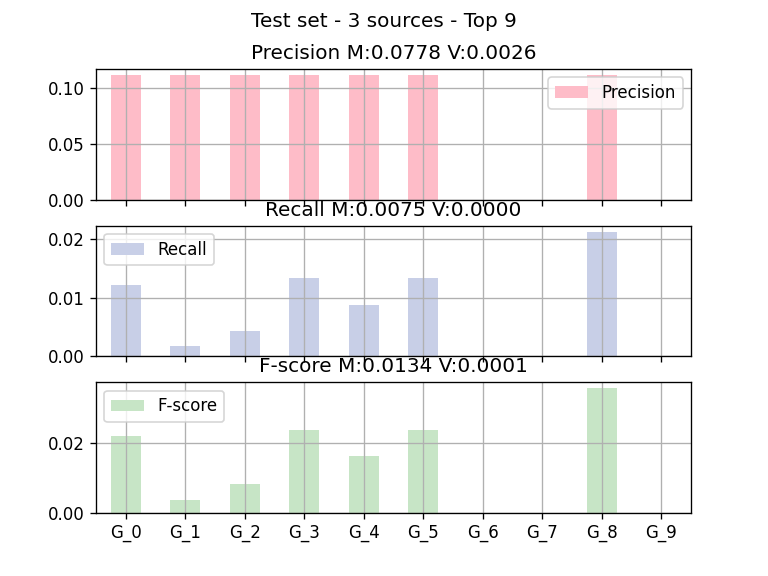 Test set - 3 sources - Top 9
Precision M:0.0778 V:0.0026
0.10
0.05
0.00
Precision
Recall M:0.0075 V:0.0000
0.02
0.01
0.00
Recall
F-score M:0.0134 V:0.0001
0.02
0.00
F-score
G_0 G_1 G_2 G_3 G_4 G_5 G_6 G_7 G_8 G_9